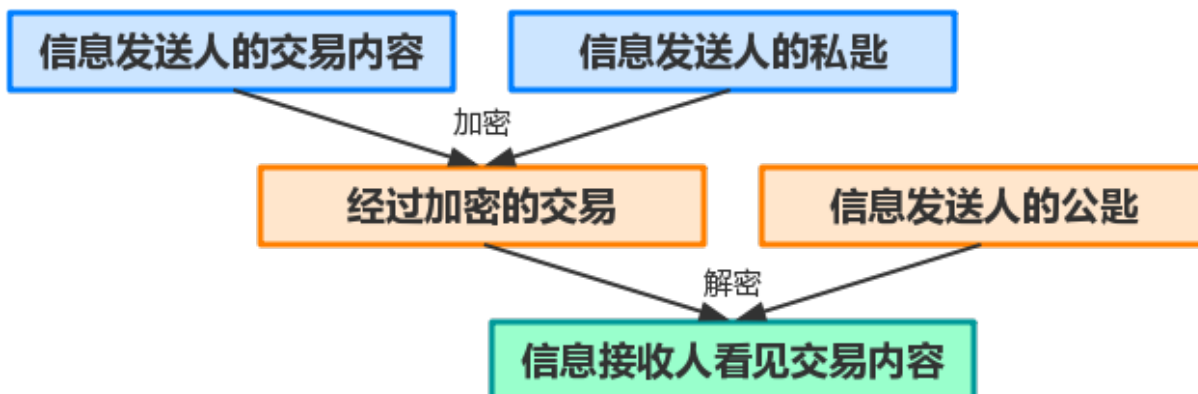 信息发送人的交易内容
信息发送人的私匙
加密
经过加密的交易
信息发送人的公匙
解密
信息接收人看见交易内容